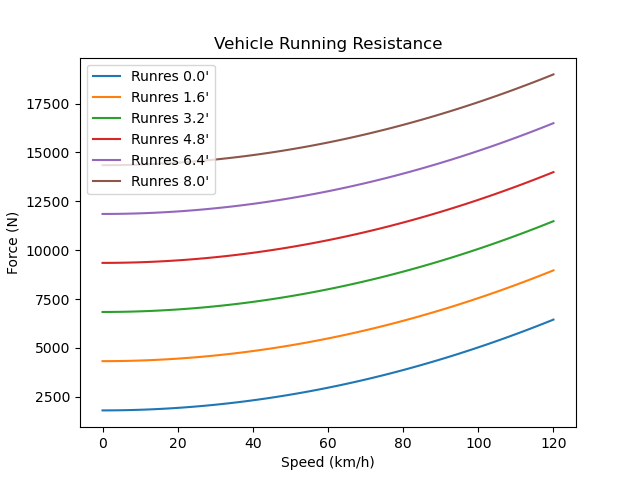 Vehicle Running Resistance
Runres 0.0'
Runres 1.6'
Runres 3.2'
Runres 4.8'
Runres 6.4'
Runres 8.0'
17500
15000
12500
10000
7500
5000
2500
Force (N)
0 20 40 60 80 100 120
Speed (km/h)